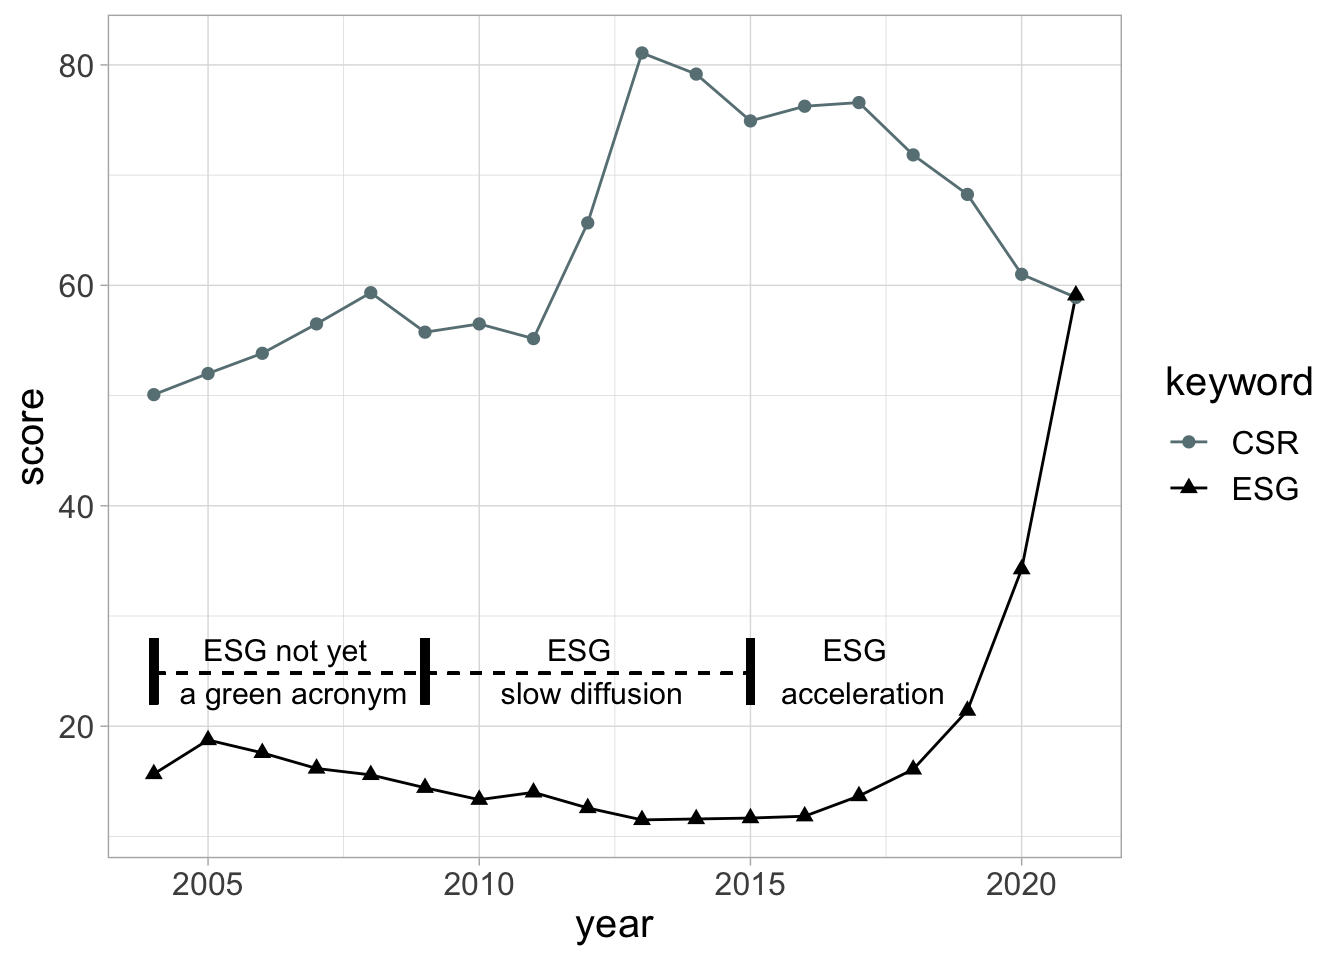 80
60
40
20
score
ESG not yet
a green acronym
ESG
slow diffusion
ESG
acceleration
2005 2010 2015 2020
year
keyword
CSR
ESG